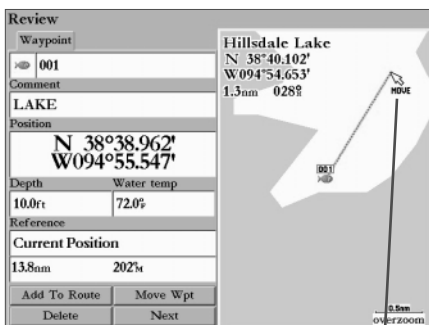 Review
Waypoint
001
Comment
LAKE
Position
N 38°38.962'
W094°55.547'
Depth Water temp
10.0ft 72.0°F
Reference
Current Position
13.8nm 202°M
Add To Route Move Wpt
Delete Next
Hillsdale Lake
N 38°40.102'
W094°54.653'
1.3nm 028°M
MOVE
001
0.5nm
overzoom